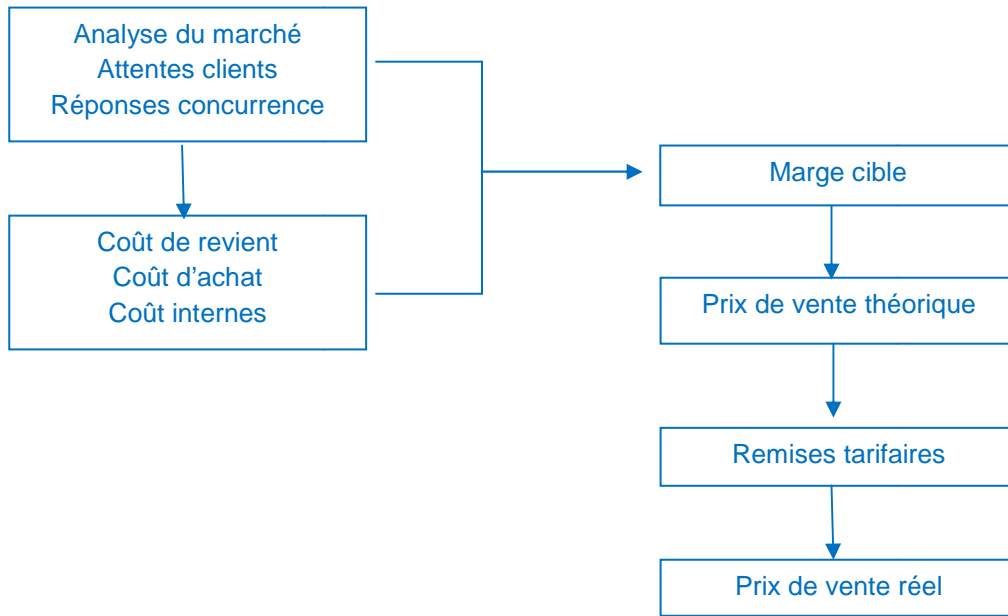 Analyse du marché
Attentes clients
Réponses concurrence
Coût de revient
Coût d’achat
Coût internes
Marge cible
Prix de vente théorique
Remises tarifaires
Prix de vente réel